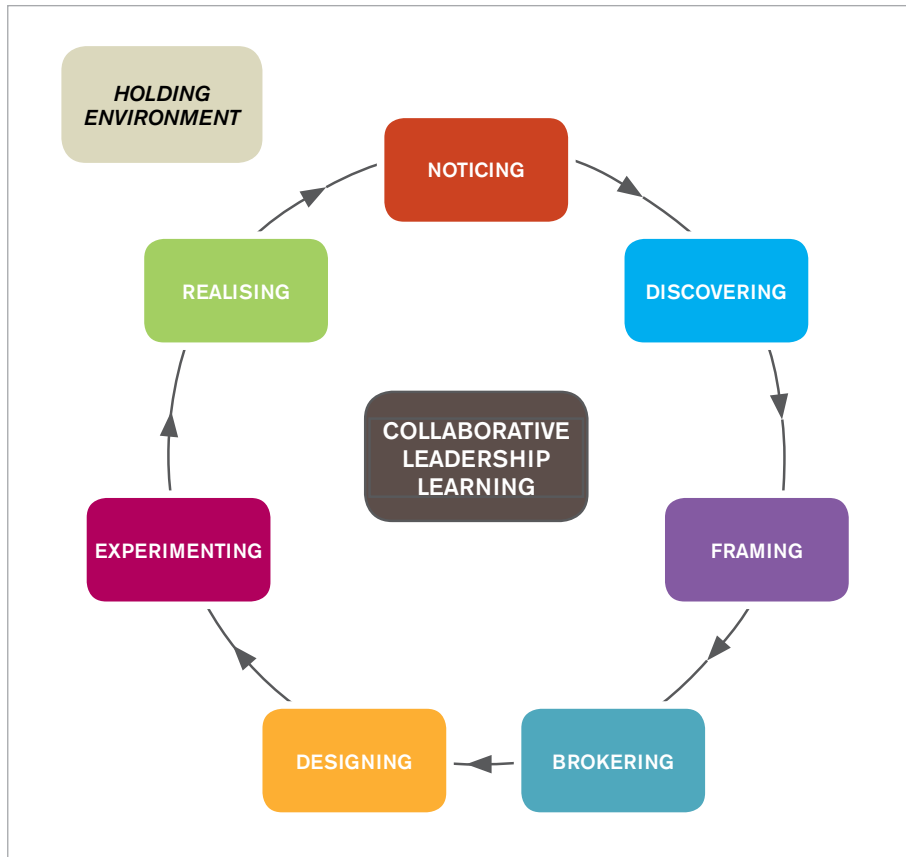 HOLDING
ENVIRONMENT
NOTICING
REALISING
DISCOVERING
COLLABORATIVE
LEADERSHIP
LEARNING
EXPERIMENTING
FRAMING
DESIGNING
BROKERING